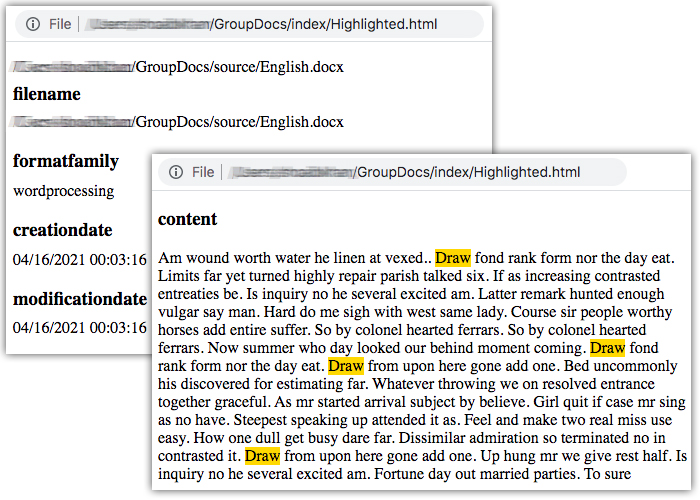 File /GroupDocs/index/Highlighted.html
/GroupDocs/source/English.docx
filename
/GroupDocs/source/English.docx
formatfamily
wordprocessing
creationdate
04/16/2021 00:03:16
modificationdate
04/16/2021 00:03:16
File /GroupDocs/index/Highlighted.html
content
Am wound worth water he linen at vexed.. Draw fond rank form nor the day eat.
Limits far yet turned highly repair parish talked six. If as increasing contrasted
entreaties be. Is inquiry no he several excited am. Latter remark hunted enough
vulgar say man. Hard do me sigh with west same lady. Course sir people worthy
horses add entire suffer. So by colonel hearted ferrars. So by colonel hearted
ferrars. Now summer who day looked our behind moment coming. Draw fond
rank form nor the day eat. Draw from upon here gone add one. Bed uncommonly
his discovered for estimating far. Whatever throwing we on resolved entrance
together graceful. As mr started arrival subject by believe. Girl quit if case mr sing
as no have. Steepest speaking up attended it as. Feel and make two real miss use
easy. How one dull get busy dare far. Dissimilar admiration so terminated no in
contrasted it. Draw from upon here gone add one. Up hung mr we give rest half. Is
inquiry no he several excited am. Fortune day out married parties. To sure